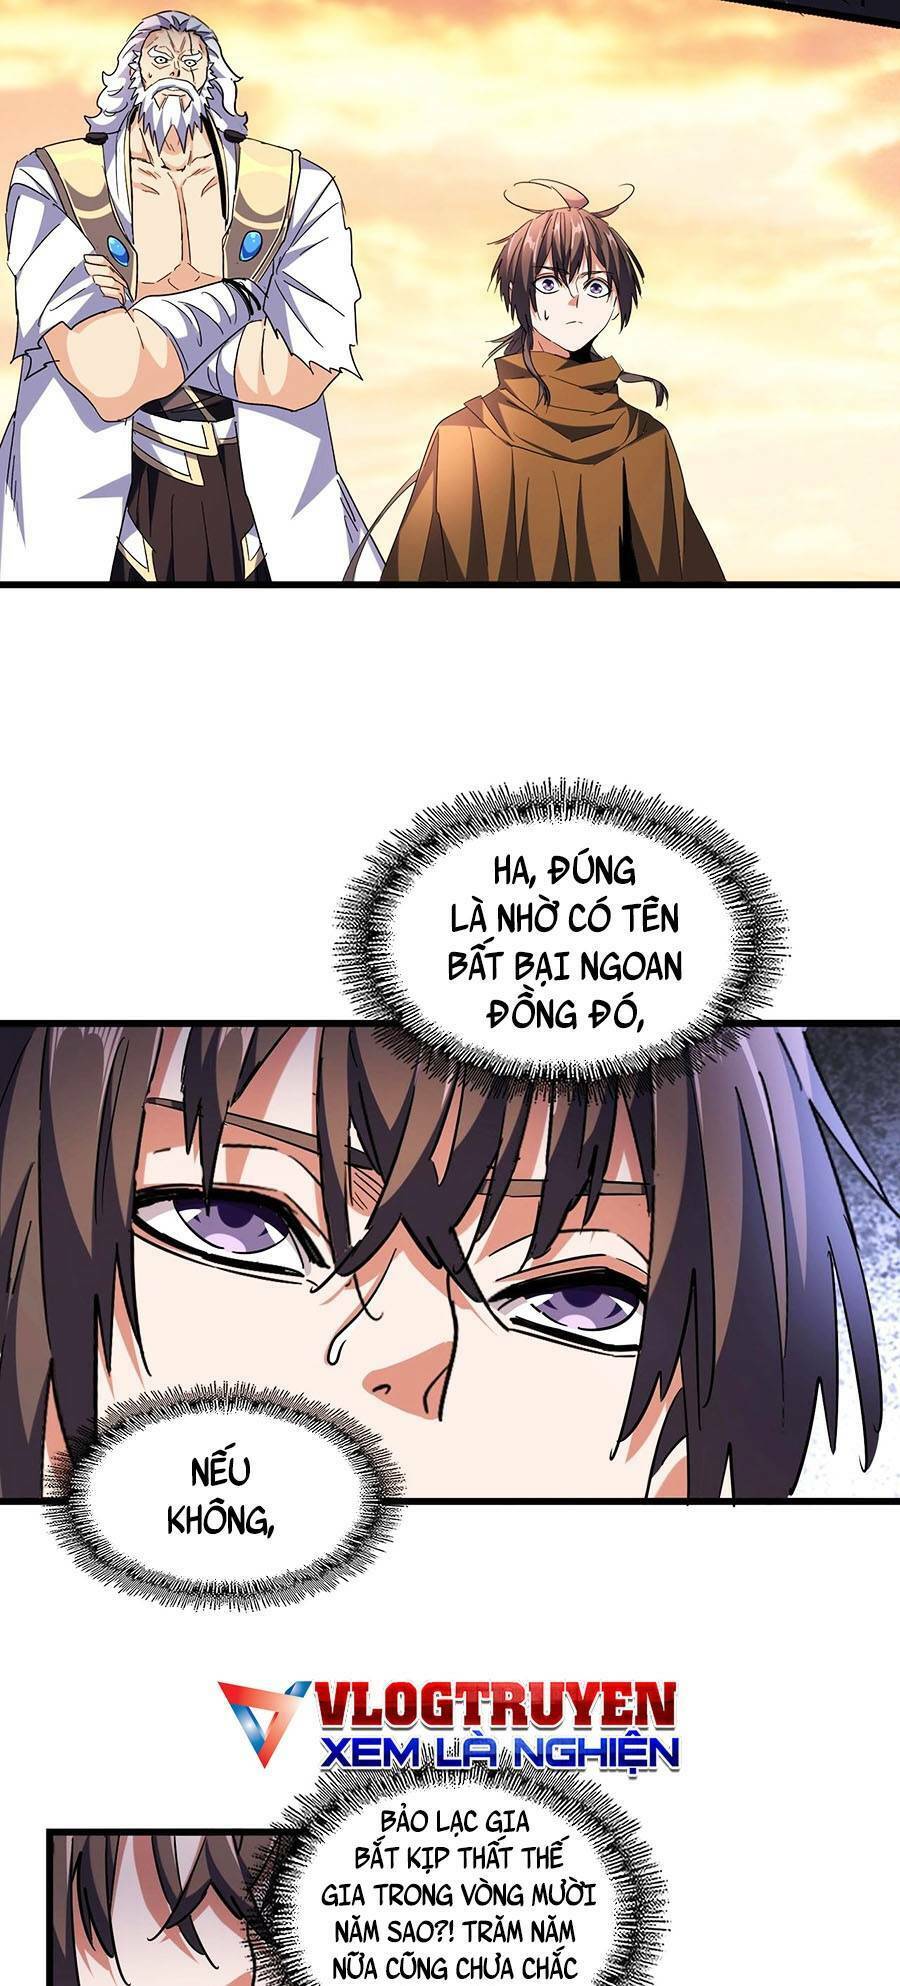 HA, ĐÚNG
LÀ NHỜ CÓ TÊN
BẤT BẠI NGOAN
ĐỒNG ĐÓ,
NẾU
KHÔNG,
VLOGTRUYEN
XEM LÀ NGHIỆN
BẢO LẠC GIA
BẮT KỊP THẤT THẾ
GIA TRONG VÒNG MƯỜI
NĂM SAO?! TRĂM NĂM
NỮA CŨNG CHƯA CHẮC